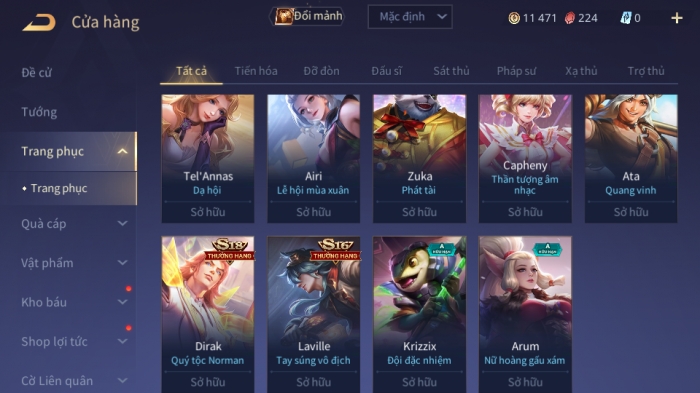 Cửa hàng
Đổi mảnh
Mặc định
11 471
224
0
Đề cử
Tướng
Trang phục
Trang phục
Quà cáp
Vật phẩm
Kho báu
Shop lợi tức
Cờ Liên quân
Tất cả Tiến hóa Đỡ đòn Đấu sĩ Sát thủ Pháp sư Xạ thủ Trợ thủ
Tel'Annas
Dạ hội
Sở hữu
Airi
Lễ hội mùa xuân
Sở hữu
Zuka
Phát tài
Sở hữu
Capheny
Thần tượng âm
nhạc
Sở hữu
Ata
Quang vinh
Sở hữu
S18
THƯỞNG HẠNG
Dirak
Quý tộc Norman
Sở hữu
S16
THƯỞNG HẠNG
Laville
Tay súng vô địch
Sở hữu
A
HỮU HẠN
Krizzix
Đội đặc nhiệm
Sở hữu
A
HỮU HẠN
Arum
Nữ hoàng gấu xám
Sở hữu